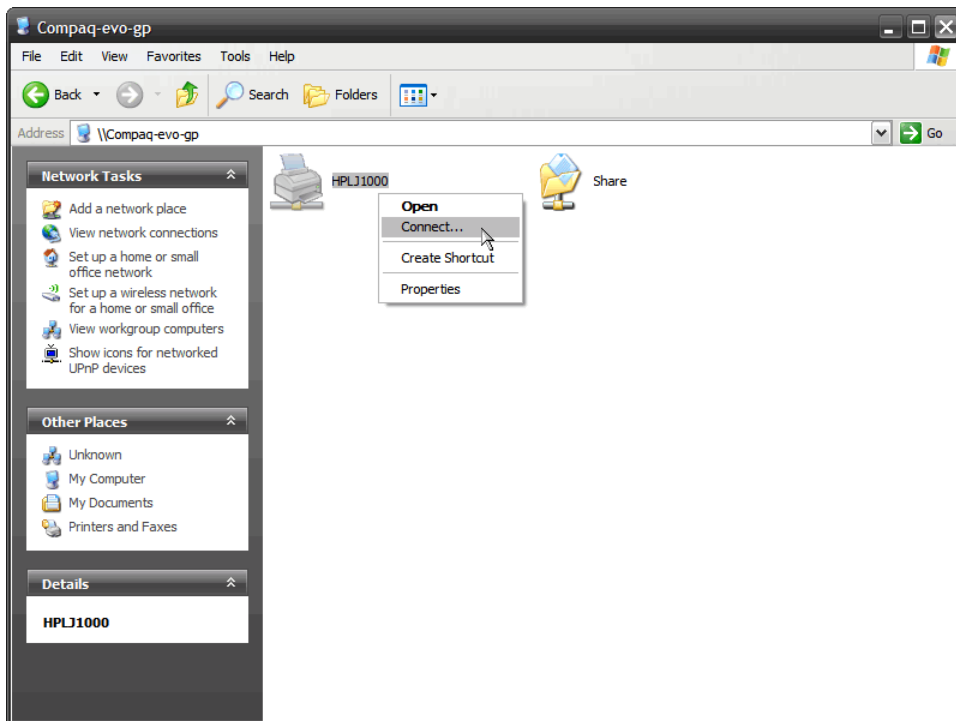 Compaq-evo-gp
File Edit View Favorites Tools Help
Back Search Folders
Address \\Compaq-evo-gp Go
Network Tasks
Add a network place
View network connections
Set up a home or small
office network
Set up a wireless network
for a home or small office
View workgroup computers
Show icons for networked
UPnP devices
Other Places
Unknown
My Computer
My Documents
Printers and Faxes
Details
HPLJ1000
HPLJ1000
Share
Open
Connect...
Create Shortcut
Properties